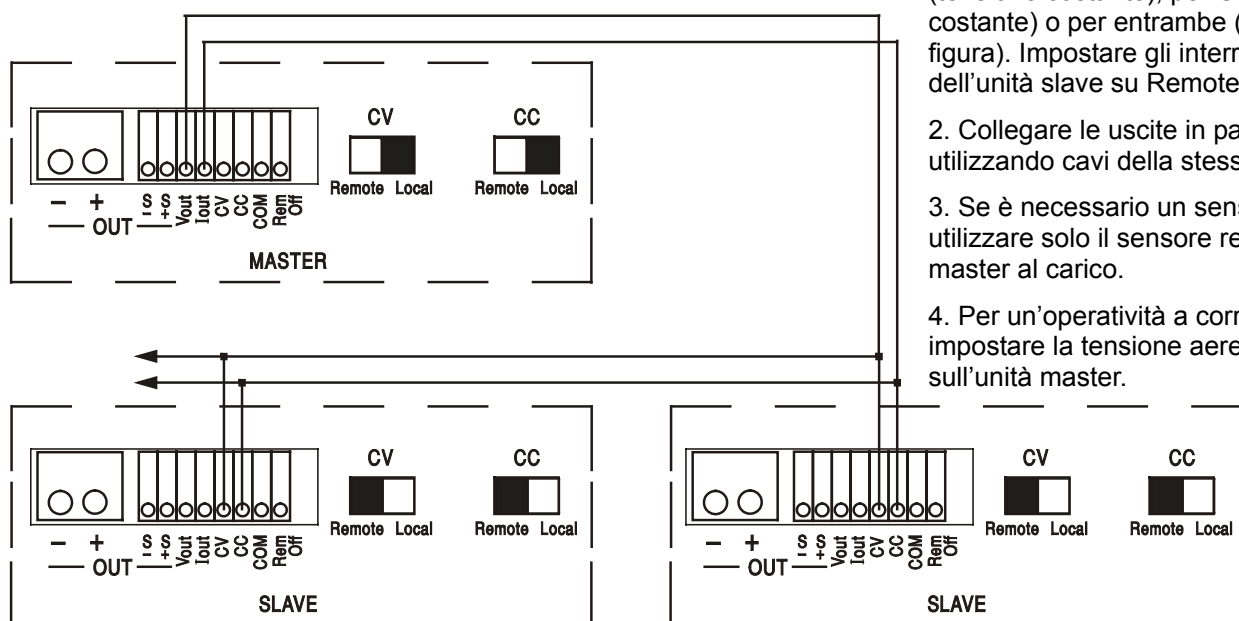 (tensione costante), per
costante) o per entrambe (
figura). Impostare gli interr
dell'unità slave su Remote
2. Collegare le uscite in pa
utilizzando cavi della stess
3. Se è necessario un sens
utilizzare solo il sensore re
master al carico.
4. Per un'operatività a corr
impostare la tensione aere
sull'unità master.
CV CC
Remote Local Remote Local
- + S- +S Vout Iout CV CC COM Rem Off
OUT
MASTER
CV CC
Remote Local Remote Local
- + S- +S Vout Iout CV CC COM Rem Off
OUT
SLAVE
CV CC
Remote Local Remote Local
- + S- +S Vout Iout CV CC COM Rem Off
OUT
SLAVE